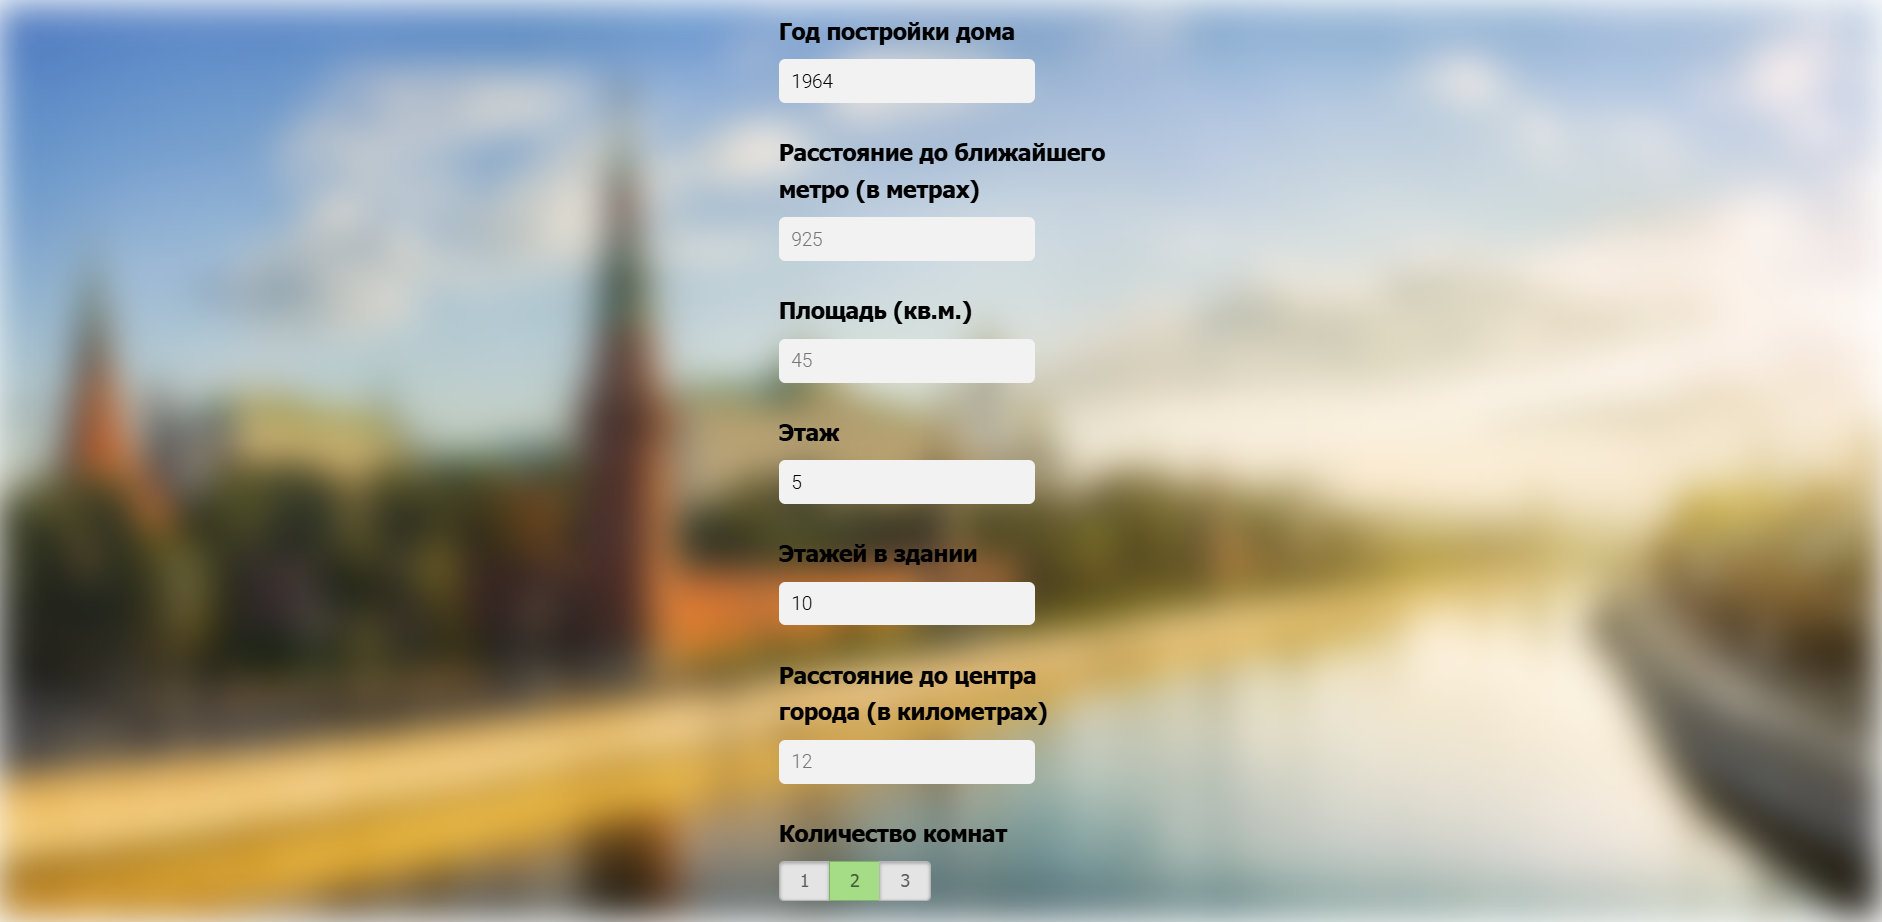 Год постройки дома
1964
Расстояние до ближайшего
метро (в метрах)
925
Площадь (кв.м.)
45
Этаж
5
Этажей в здании
10
Расстояние до центра
города (в километрах)
12
Количество комнат
1 2 3